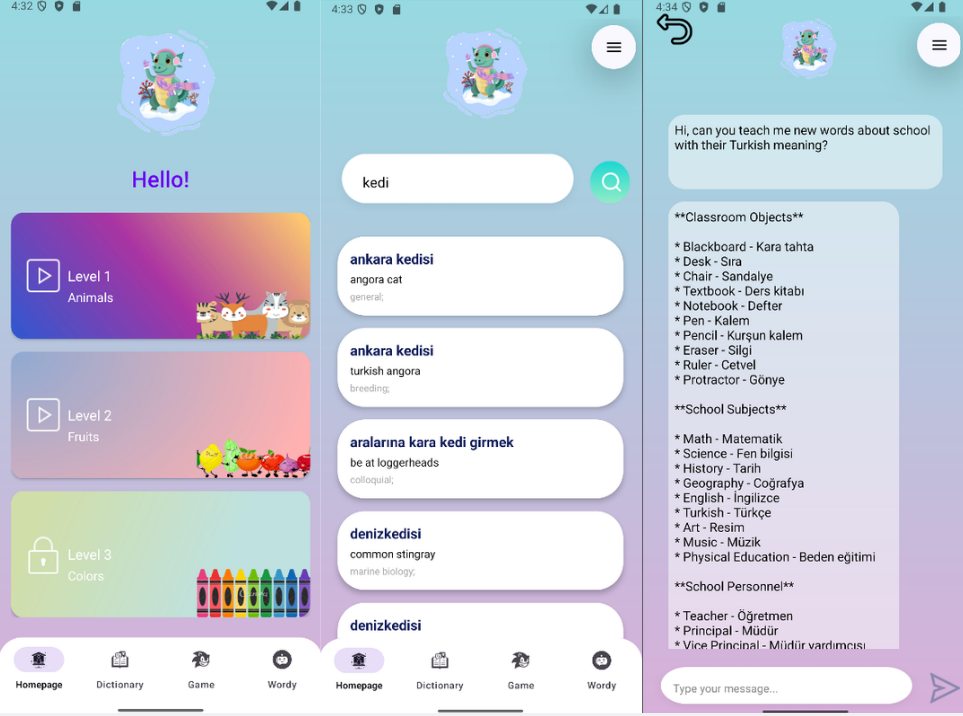 4:32
Hello!
Level 1
Animals
Level 2
Fruits
Level 3
Colors
Homepage
Dictionary
Game
Wordy
4:33
kedi
ankara kedisi
angora cat
general;
ankara kedisi
turkish angora
breeding;
aralarına kara kedi girmek
be at loggerheads
colloquial;
denizkedisi
common stingray
marine biology;
denizkedisi
Homepage
Dictionary
Game
Wordy
4:34
Hi, can you teach me new words about school
with their Turkish meaning?
**Classroom Objects**
* Blackboard - Kara tahta
* Desk - Sıra
* Chair - Sandalye
* Textbook - Ders kitabı
* Notebook - Defter
* Pen - Kalem
* Pencil - Kurşun kalem
* Eraser - Silgi
* Ruler - Cetvel
* Protractor - Gönye
**School Subjects**
* Math - Matematik
* Science - Fen bilgisi
* History - Tarih
* Geography - Coğrafya
* English - İngilizce
* Turkish - Türkçe
* Art - Resim
* Music - Müzik
* Physical Education - Beden eğitimi
**School Personnel**
* Teacher - Öğretmen
* Principal - Müdür
* Vice Principal - Müdür yardımcısı
Type your message...